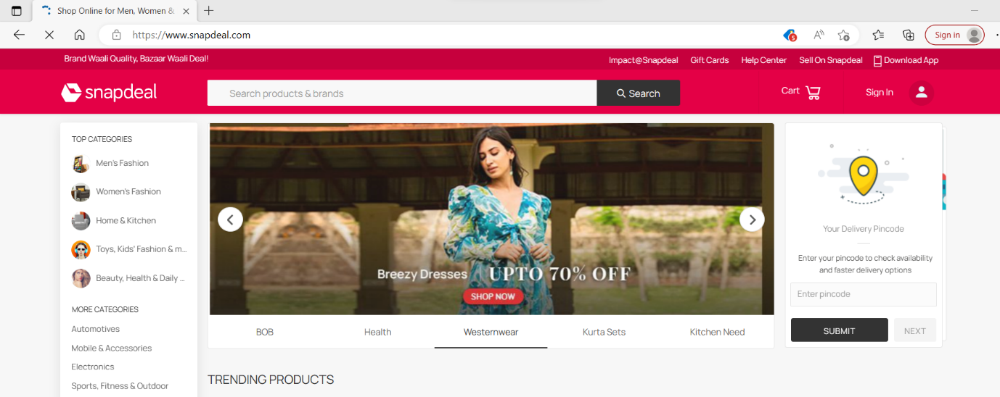 Shop Online for Men, Women &
https://www.snapdeal.com
5
Sign in
Brand Waali Quality, Bazaar Waali Deal!
Impact@Snapdeal Gift Cards Help Center Sell On Snapdeal Download App
snapdeal
Search products & brands
Search
Cart
Sign In
TOP CATEGORIES
Men's Fashion
Women's Fashion
Home & Kitchen
Toys, Kids' Fashion & m...
Beauty, Health & Daily ...
MORE CATEGORIES
Automotives
Mobile & Accessories
Electronics
Sports, Fitness & Outdoor
Breezy Dresses UPTO 70% OFF
SHOP NOW
BOB Health Westernwear Kurta Sets Kitchen Need
TRENDING PRODUCTS
Your Delivery Pincode
Enter your pincode to check availability
and faster delivery options
Enter pincode
SUBMIT NEXT